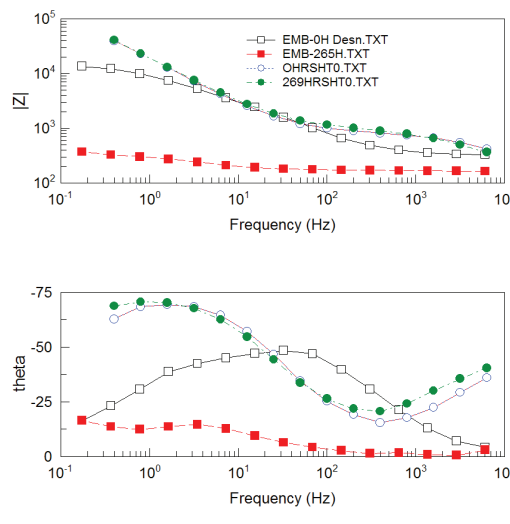 10^5
10^4
10^3
10^2
|Z|
EMB-0H Desn.TXT
EMB-265H.TXT
OHRSHT0.TXT
269HRSHT0.TXT
10^-1 10^0 10^1 10^2 10^3 10
Frequency (Hz)
-75
-50
-25
0
theta
10^-1 10^0 10^1 10^2 10^3 10
Frequency (Hz)